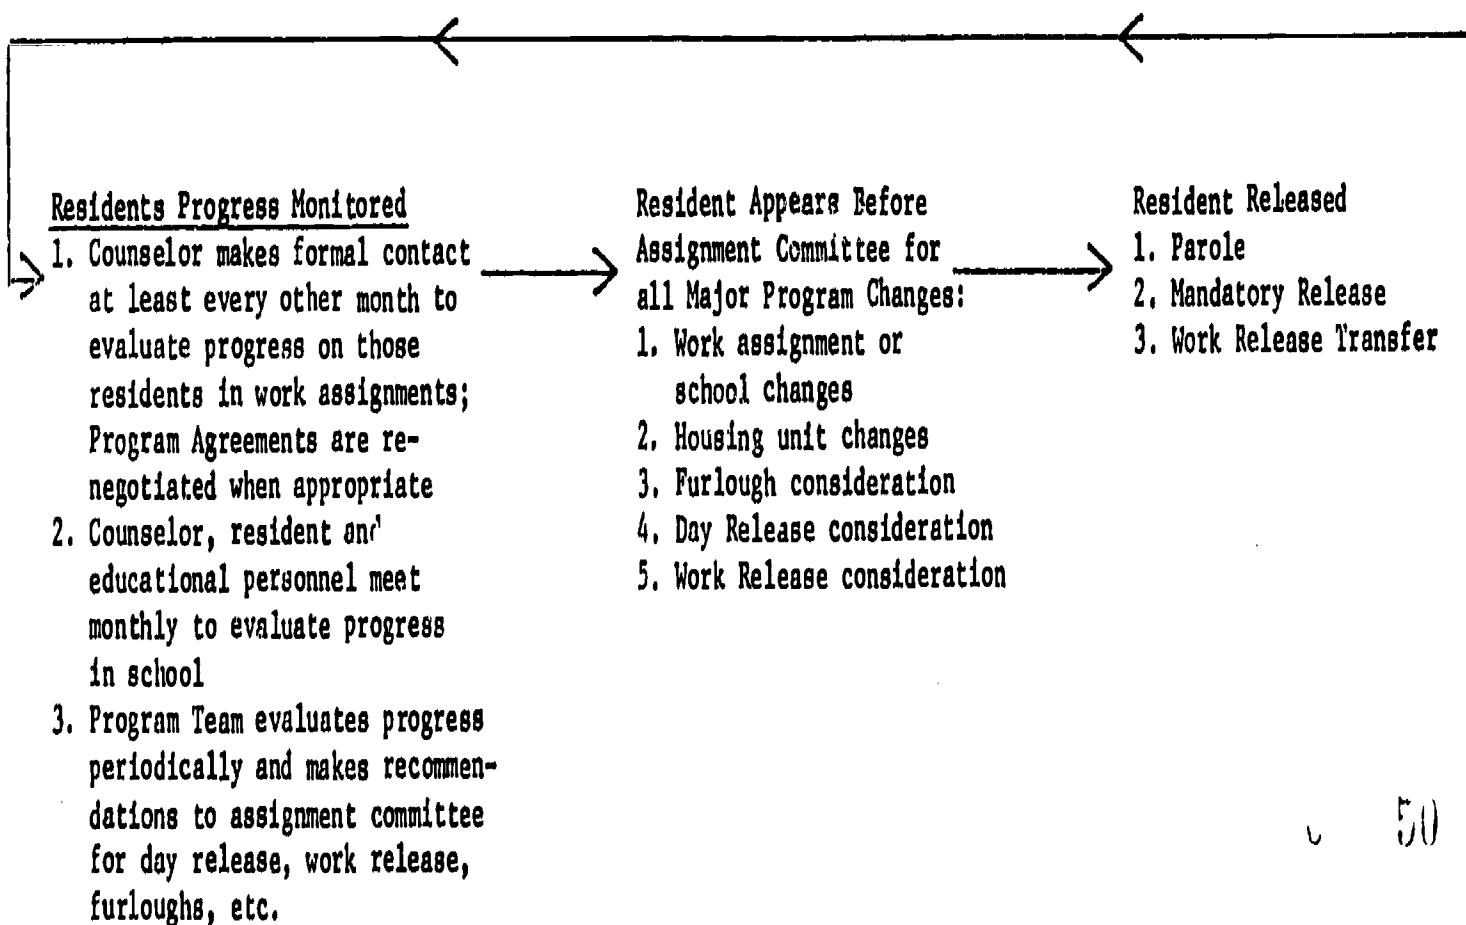 Residents Progress Monitored
1. Counselor makes formal contact
at least every other month to
evaluate progress on those
residents in work assignments;
Program Agreements are re-
negotiated when appropriate
2. Counselor, resident and
educational personnel meet
monthly to evaluate progress
in school
3. Program Team evaluates progress
periodically and makes recommen-
dations to assignment committee
for day release, work release,
furloughs, etc.
Resident Appears Before
Assignment Committee for
all Major Program Changes:
1. Work assignment or
school changes
2. Housing unit changes
3. Furlough consideration
4. Day Release consideration
5. Work Release consideration
Resident Released
1. Parole
2. Mandatory Release
3. Work Release Transfer
50